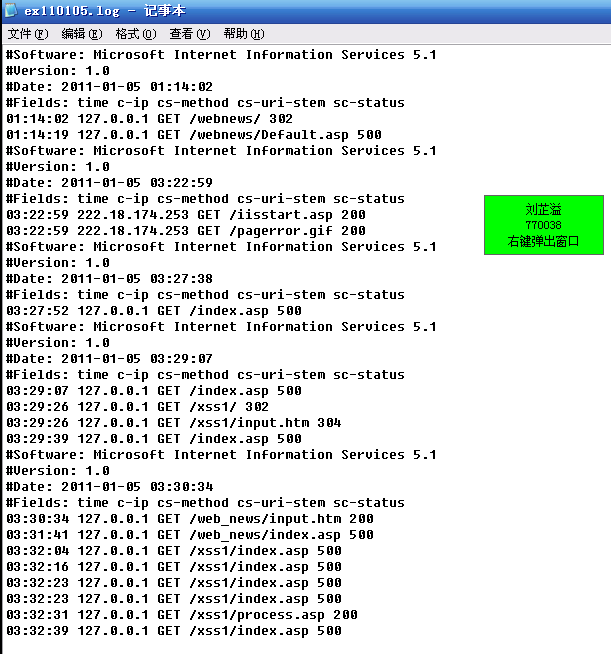 ex110105.log - 记事本
文件(F) 编辑(E) 格式(O) 查看(V) 帮助(H)
#Software: Microsoft Internet Information Services 5.1
#Version: 1.0
#Date: 2011-01-05 01:14:02
#Fields: time c-ip cs-method cs-uri-stem sc-status
01:14:02 127.0.0.1 GET /webnews/ 302
01:14:19 127.0.0.1 GET /webnews/Default.asp 500
#Software: Microsoft Internet Information Services 5.1
#Version: 1.0
#Date: 2011-01-05 03:22:59
#Fields: time c-ip cs-method cs-uri-stem sc-status
03:22:59 222.18.174.253 GET /iisstart.asp 200
03:22:59 222.18.174.253 GET /pagerror.gif 200
#Software: Microsoft Internet Information Services 5.1
#Version: 1.0
#Date: 2011-01-05 03:27:38
#Fields: time c-ip cs-method cs-uri-stem sc-status
03:27:52 127.0.0.1 GET /index.asp 500
#Software: Microsoft Internet Information Services 5.1
#Version: 1.0
#Date: 2011-01-05 03:29:07
#Fields: time c-ip cs-method cs-uri-stem sc-status
03:29:07 127.0.0.1 GET /index.asp 500
03:29:26 127.0.0.1 GET /xss1/ 302
03:29:26 127.0.0.1 GET /xss1/input.htm 304
03:29:39 127.0.0.1 GET /index.asp 500
#Software: Microsoft Internet Information Services 5.1
#Version: 1.0
#Date: 2011-01-05 03:30:34
#Fields: time c-ip cs-method cs-uri-stem sc-status
03:30:34 127.0.0.1 GET /web_news/input.htm 200
03:31:41 127.0.0.1 GET /web_news/index.asp 500
03:32:04 127.0.0.1 GET /xss1/index.asp 500
03:32:16 127.0.0.1 GET /xss1/index.asp 500
03:32:23 127.0.0.1 GET /xss1/index.asp 500
03:32:23 127.0.0.1 GET /xss1/index.asp 500
03:32:31 127.0.0.1 GET /xss1/process.asp 200
03:32:39 127.0.0.1 GET /xss1/index.asp 500
刘芷溢
770038
右键弹出窗口